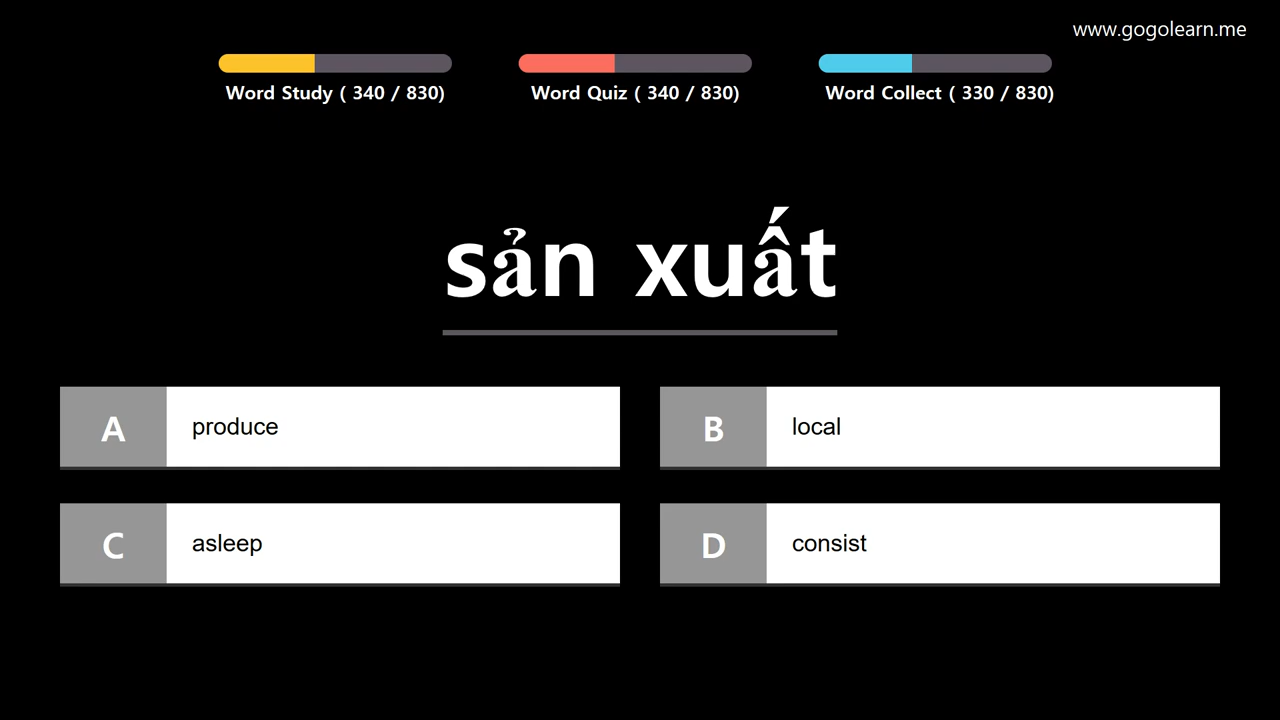 www.gogolearn.me
Word Study ( 340 / 830)
Word Quiz ( 340 / 830)
Word Collect ( 330 / 830)
sản xuất
A produce
B local
C asleep
D consist